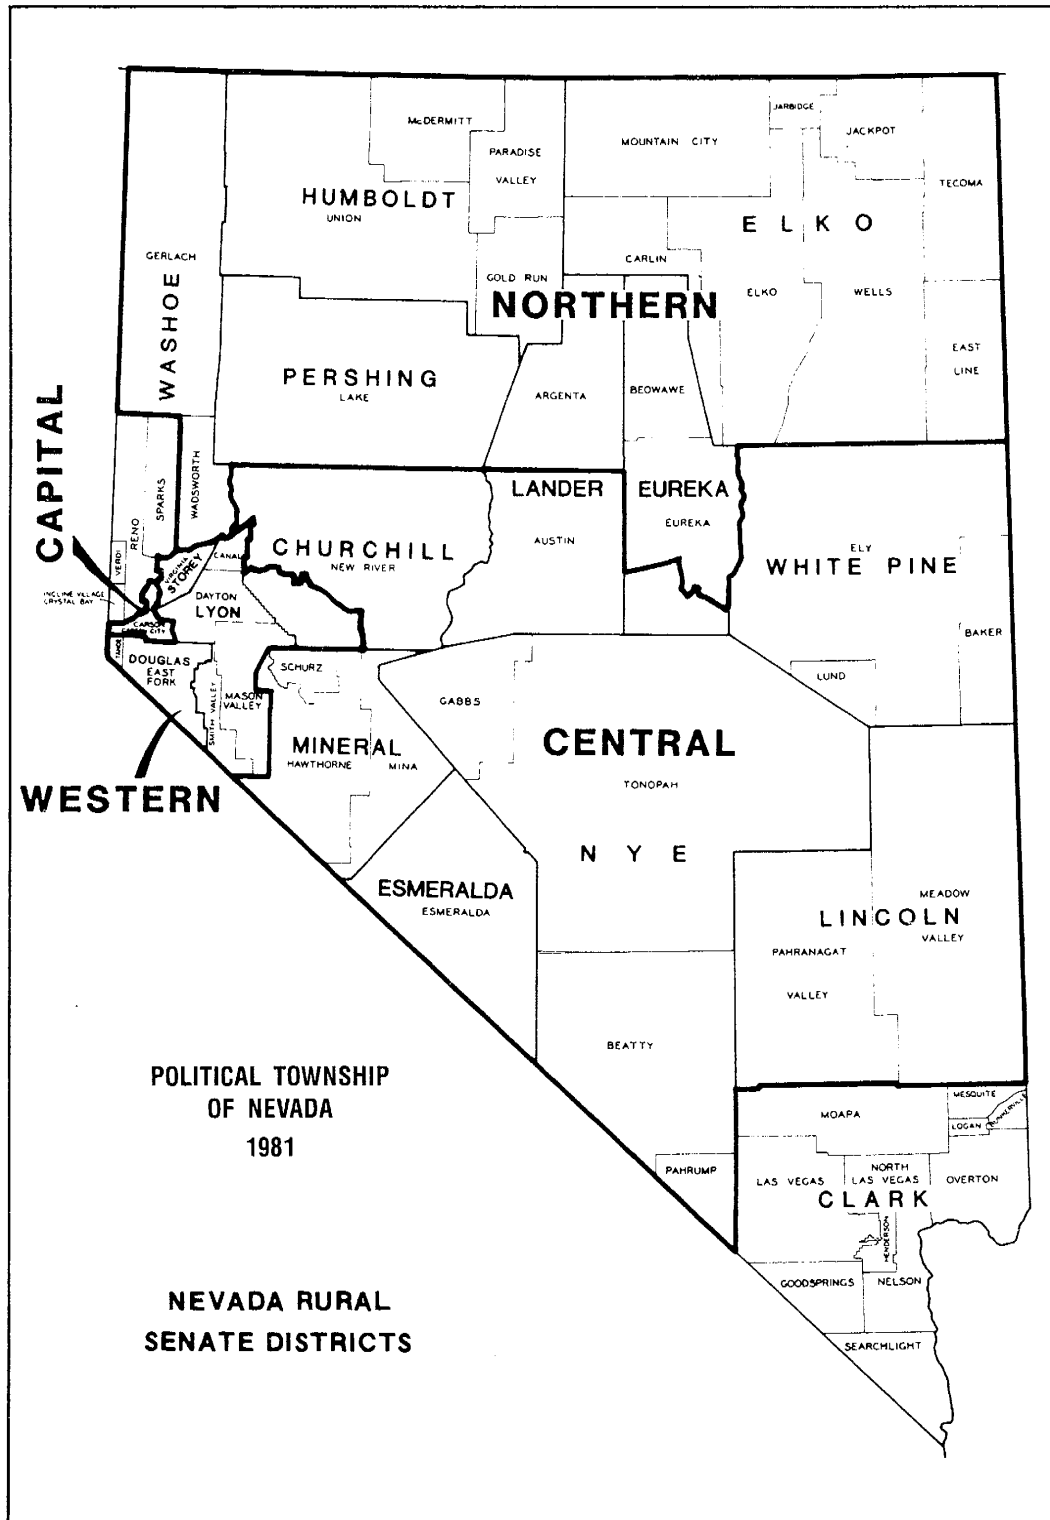 McDERMITT
JARBIDGE
JACKPOT
MOUNTAIN CITY
PARADISE
VALLEY
TECOMA
HUMBOLDT
UNION
ELKO
GERLACH
CARLIN
GOLD RUN
ELKO
WELLS
NORTHERN
WASHOE
EAST
LINE
PERSHING
LAKE
ARGENTA
BEOWAWE
CAPITAL
SPARKS
WADSWORTH
RENO
VERDI
LANDER
EUREKA
EUREKA
AUSTIN
CHURCHILL
NEW RIVER
ELY
WHITE PINE
VIRGINIA
STOREY
CANAL
INCLINE VILLAGE
CRYSTAL BAY
DAYTON
LYON
CARSON
CARSON CITY
TAHOE
BAKER
DOUGLAS
EAST
FORK
SCHURZ
LUND
MASON
VALLEY
SMITH VALLEY
GABBS
MINERAL
HAWTHORNE
MINA
CENTRAL
TONOPAH
WESTERN
NYE
ESMERALDA
ESMERALDA
MEADOW
LINCOLN
VALLEY
PAHRANAGAT
VALLEY
BEATTY
POLITICAL TOWNSHIP
OF NEVADA
1981
MESQUITE
BUNKERVILLE
MOAPA
LOGAN
PAHRUMP
LAS VEGAS
NORTH
LAS VEGAS
OVERTON
CLARK
HENDERSON
GOODSPRINGS
NELSON
NEVADA RURAL
SENATE DISTRICTS
SEARCHLIGHT